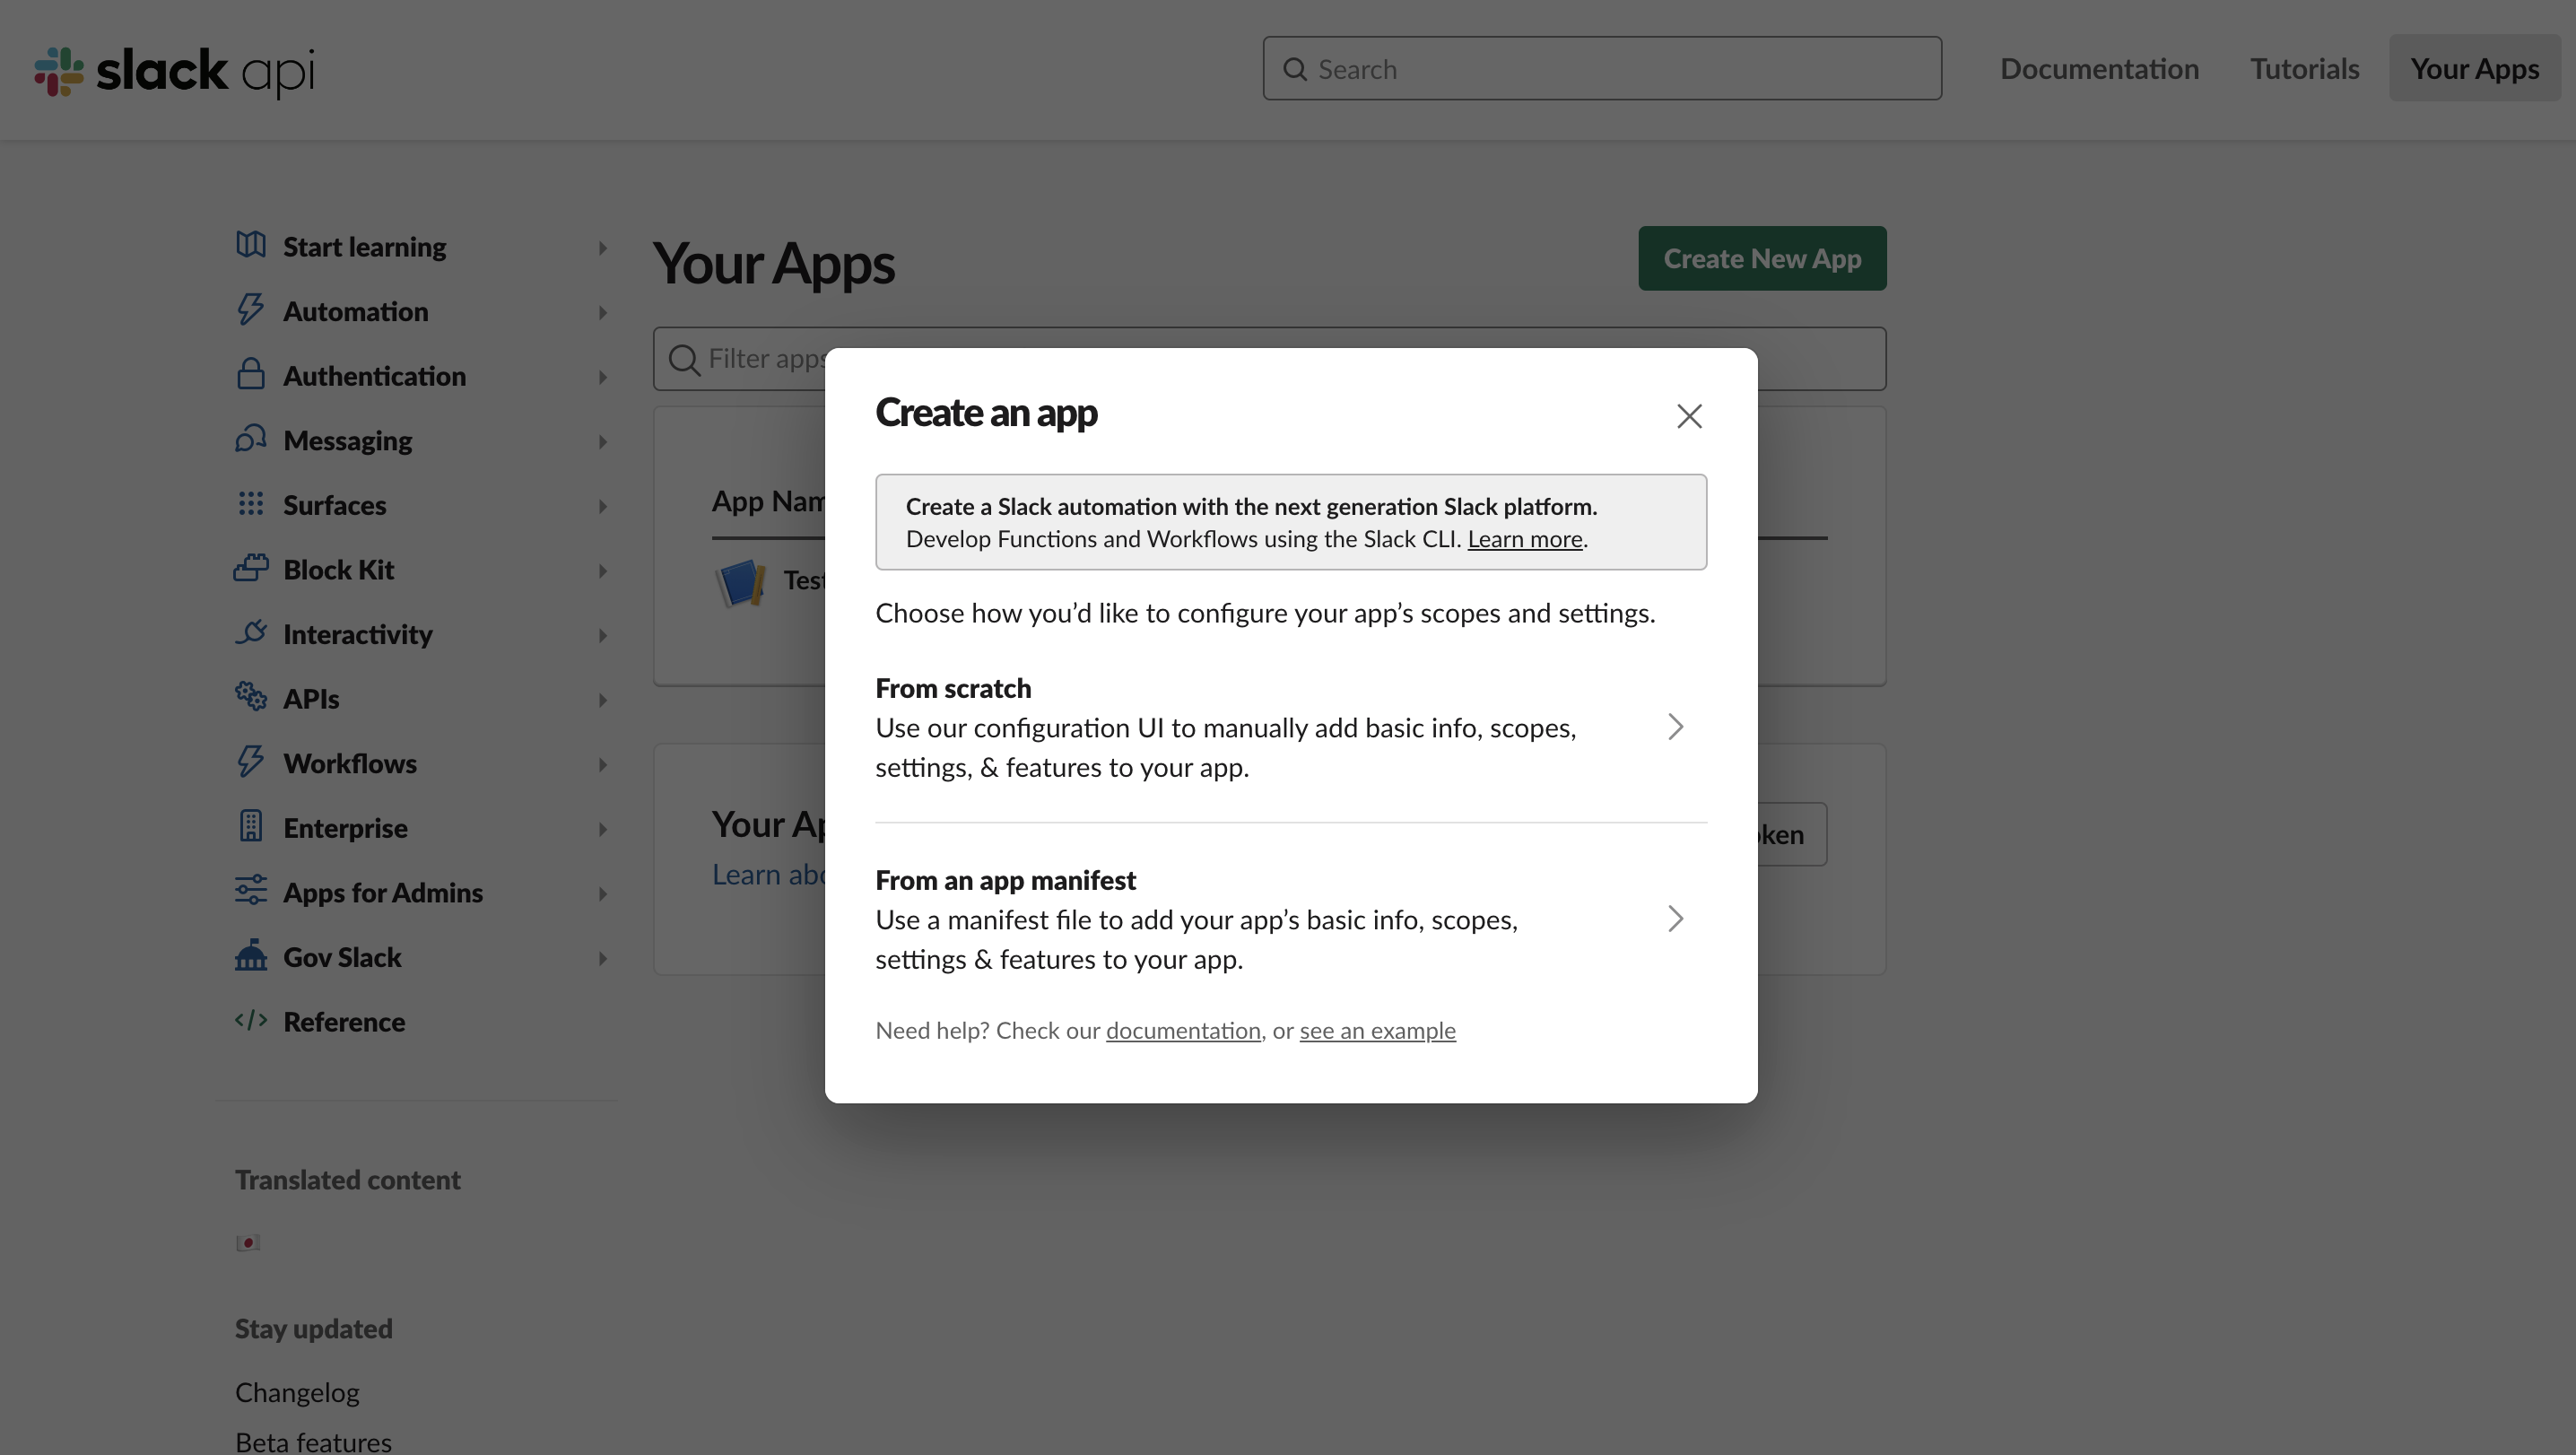 slack api
Search
Documentation
Tutorials
Your Apps
Start learning
Automation
Authentication
Messaging
Surfaces
Block Kit
Interactivity
APIs
Workflows
Enterprise
Apps for Admins
Gov Slack
Reference
Translated content
Stay updated
Changelog
Beta features
Your Apps
Create New App
Filter apps
App Nam
Test
Your Ap
Learn abo
oken
Create an app
Create a Slack automation with the next generation Slack platform.
Develop Functions and Workflows using the Slack CLI. Learn more.
Choose how you’d like to configure your app’s scopes and settings.
From scratch
Use our configuration UI to manually add basic info, scopes,
settings, & features to your app.
From an app manifest
Use a manifest file to add your app’s basic info, scopes,
settings & features to your app.
Need help? Check our documentation, or see an example